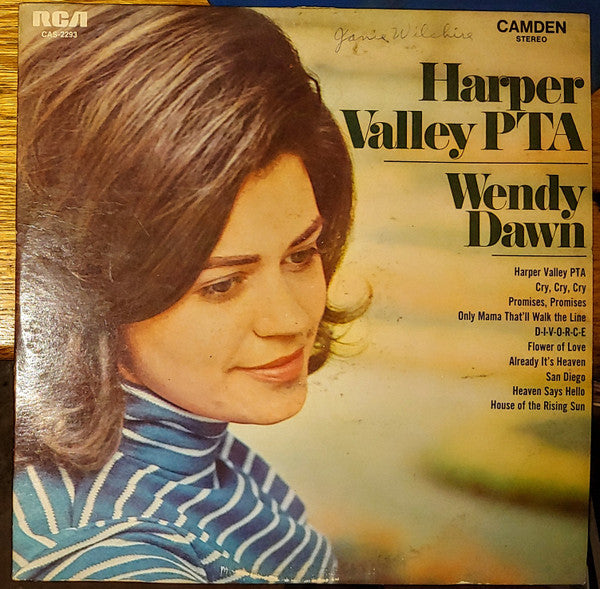 RCA
CAS-2293
Janie Wilshire
CAMDEN
STEREO
Harper
Valley PTA
Wendy
Dawn
Harper Valley PTA
Cry, Cry, Cry
Promises, Promises
Only Mama That'll Walk the Line
D-I-V-O-R-C-E
Flower of Love
Already It's Heaven
San Diego
Heaven Says Hello
House of the Rising Sun